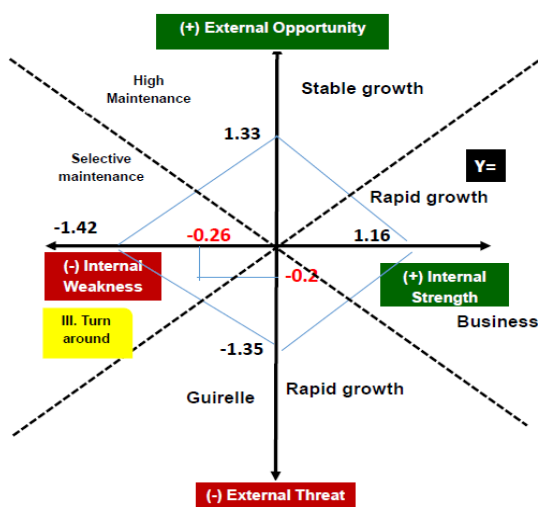 (+) External Opportunity
High
Maintenance
Stable growth
1.33
Selective
maintenance
Y=
Rapid growth
-1.42
-0.26
1.16
(-) Internal
Weakness
-0.2
(+) Internal
Strength
III. Turn
around
Business
-1.35
Guirelle
Rapid growth
(-) External Threat